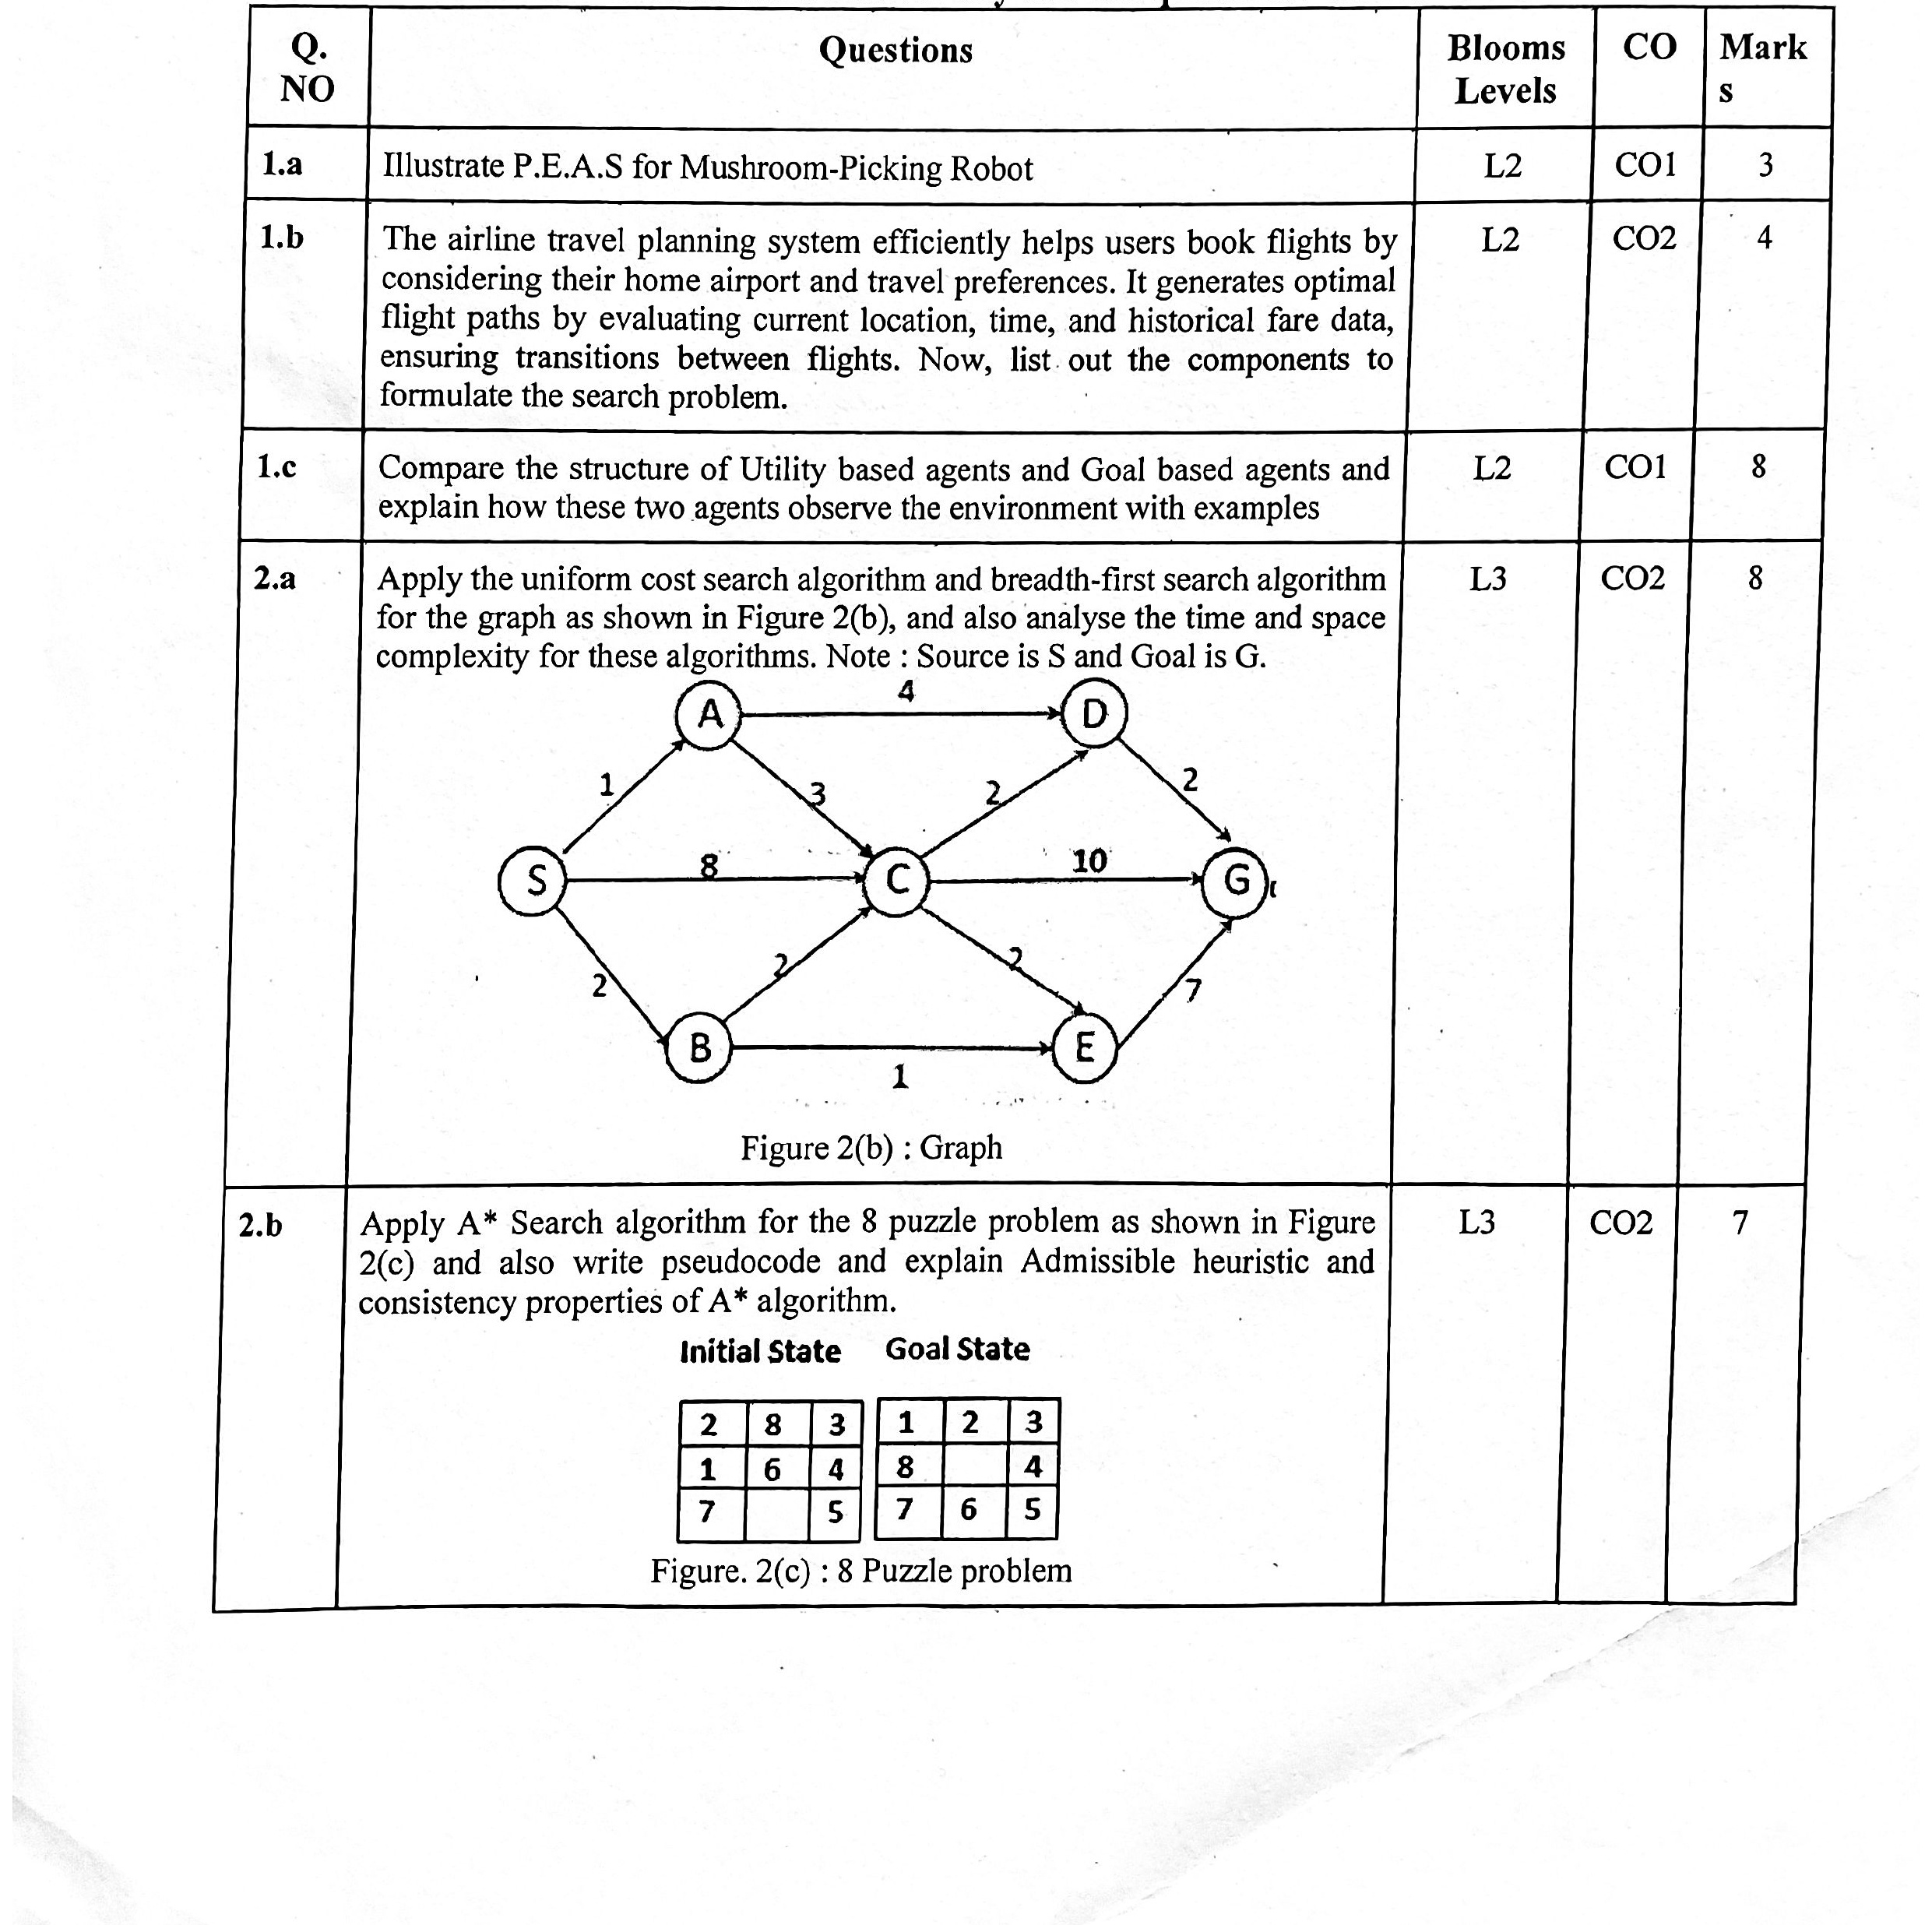 Q. NO Questions Blooms Levels CO Mark s
1.a Illustrate P.E.A.S for Mushroom-Picking Robot L2 CO1 3
1.b The airline travel planning system efficiently helps users book flights by L2 CO2 4
considering their home airport and travel preferences. It generates optimal
flight paths by evaluating current location, time, and historical fare data,
ensuring transitions between flights. Now, list out the components to
formulate the search problem.
1.c Compare the structure of Utility based agents and Goal based agents and L2 CO1 8
explain how these two agents observe the environment with examples
2.a Apply the uniform cost search algorithm and breadth-first search algorithm L3 CO2 8
for the graph as shown in Figure 2(b), and also analyse the time and space
complexity for these algorithms. Note : Source is S and Goal is G.
4
A D
1 3 2 2
8 10
S C G
2 2 2 7
B E
1
Figure 2(b) : Graph
2.b Apply A* Search algorithm for the 8 puzzle problem as shown in Figure L3 CO2 7
2(c) and also write pseudocode and explain Admissible heuristic and
consistency properties of A* algorithm.
Initial State Goal State
2 8 3 1 2 3
1 6 4 8 4
7 5 7 6 5
Figure. 2(c) : 8 Puzzle problem